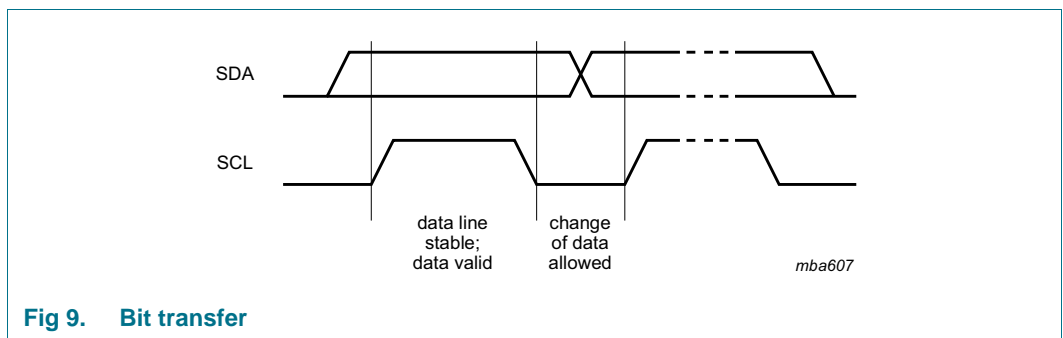 SDA
SCL
data line
stable;
data valid
change
of data
allowed
mba607
Fig 9. Bit transfer